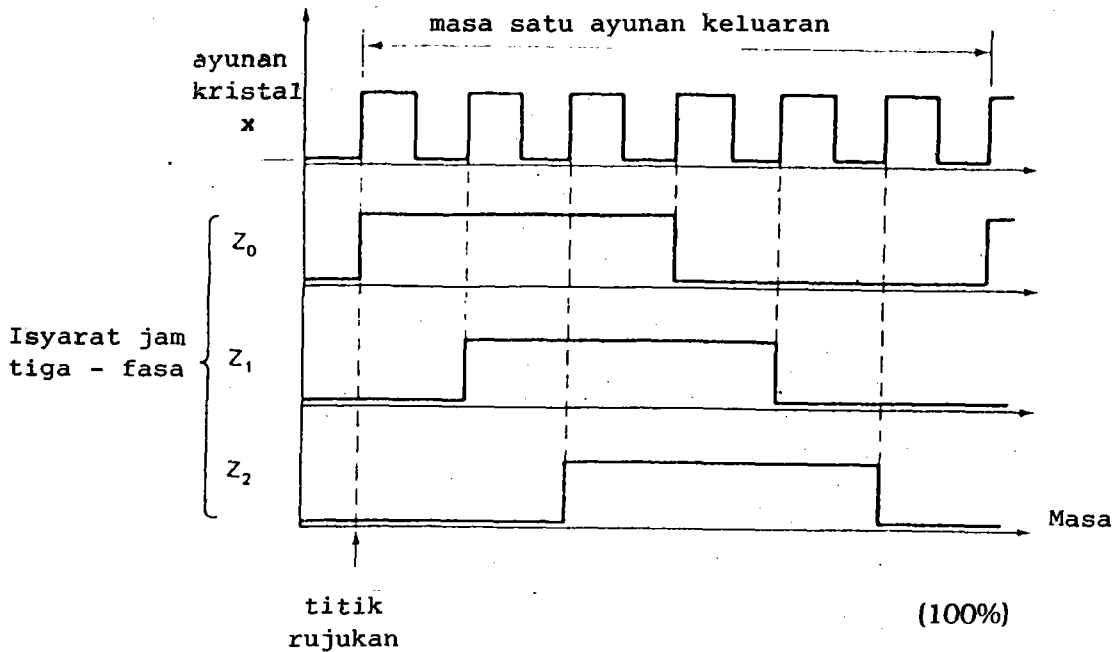 masa satu ayunan keluaran
ayunan
kristal
x
Z₀
Isyarat jam
tiga - fasa
Z₁
Z₂
Masa
titik
rujukan
(100%)